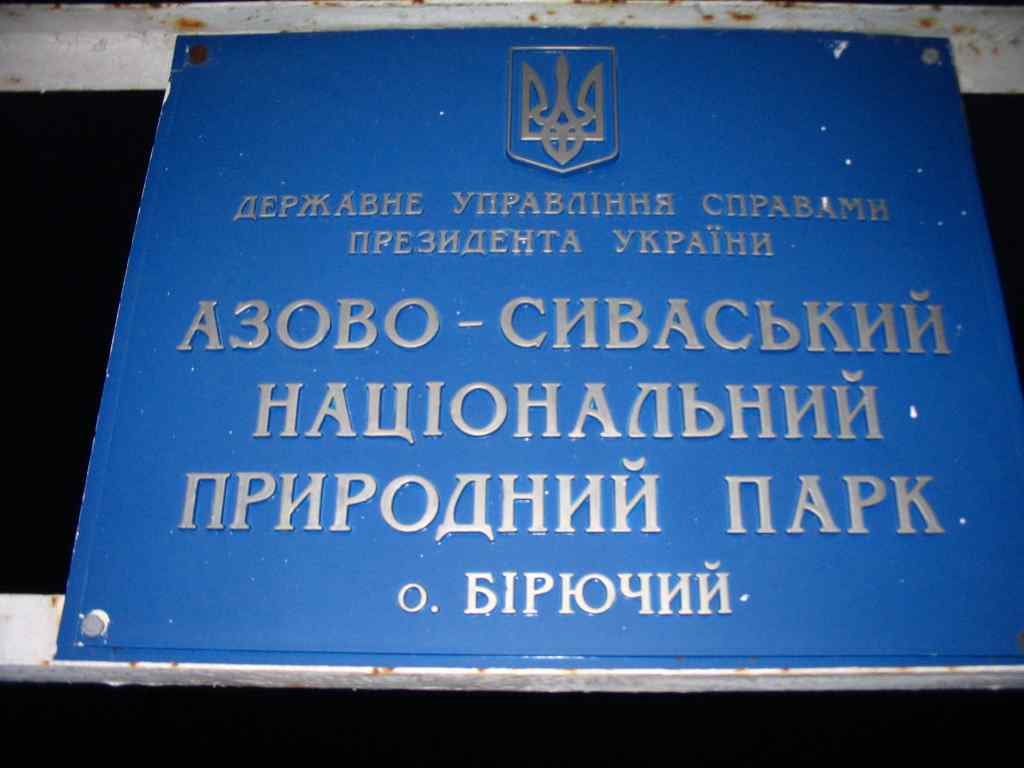 ДЕРЖАВНЕ УПРАВЛІННЯ СПРАВАМИ
ПРЕЗИДЕНТА УКРАЇНИ
АЗОВО - СИВАСЬКИЙ
НАЦІОНАЛЬНИЙ
ПРИРОДНИЙ ПАРК
о. БІРЮЧИЙ